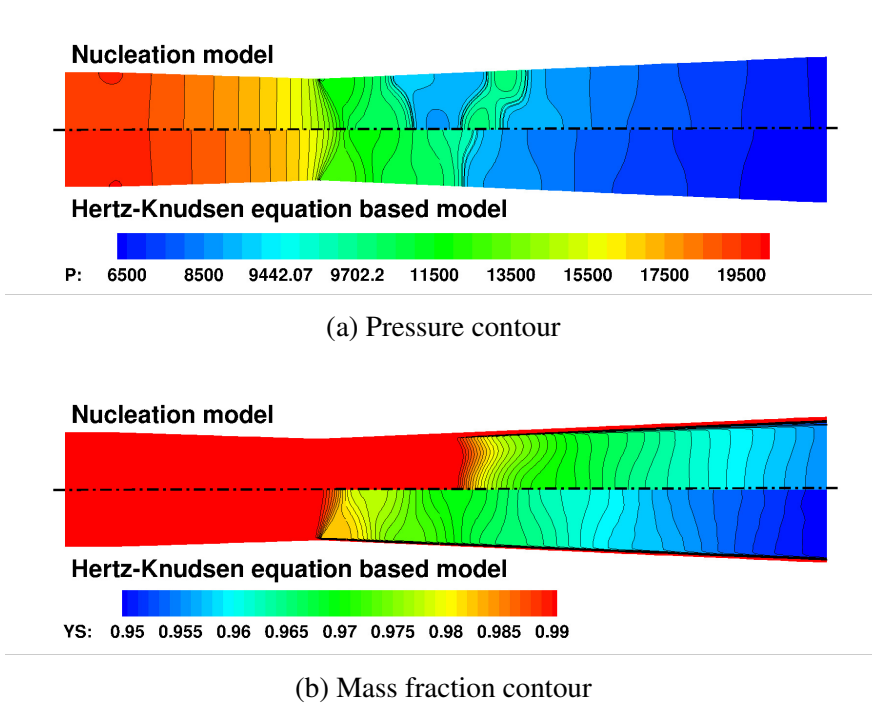 Nucleation model
Hertz-Knudsen equation based model
P: 6500 8500 9442.07 9702.2 11500 13500 15500 17500 19500
(a) Pressure contour
Nucleation model
Hertz-Knudsen equation based model
YS: 0.95 0.955 0.96 0.965 0.97 0.975 0.98 0.985 0.99
(b) Mass fraction contour